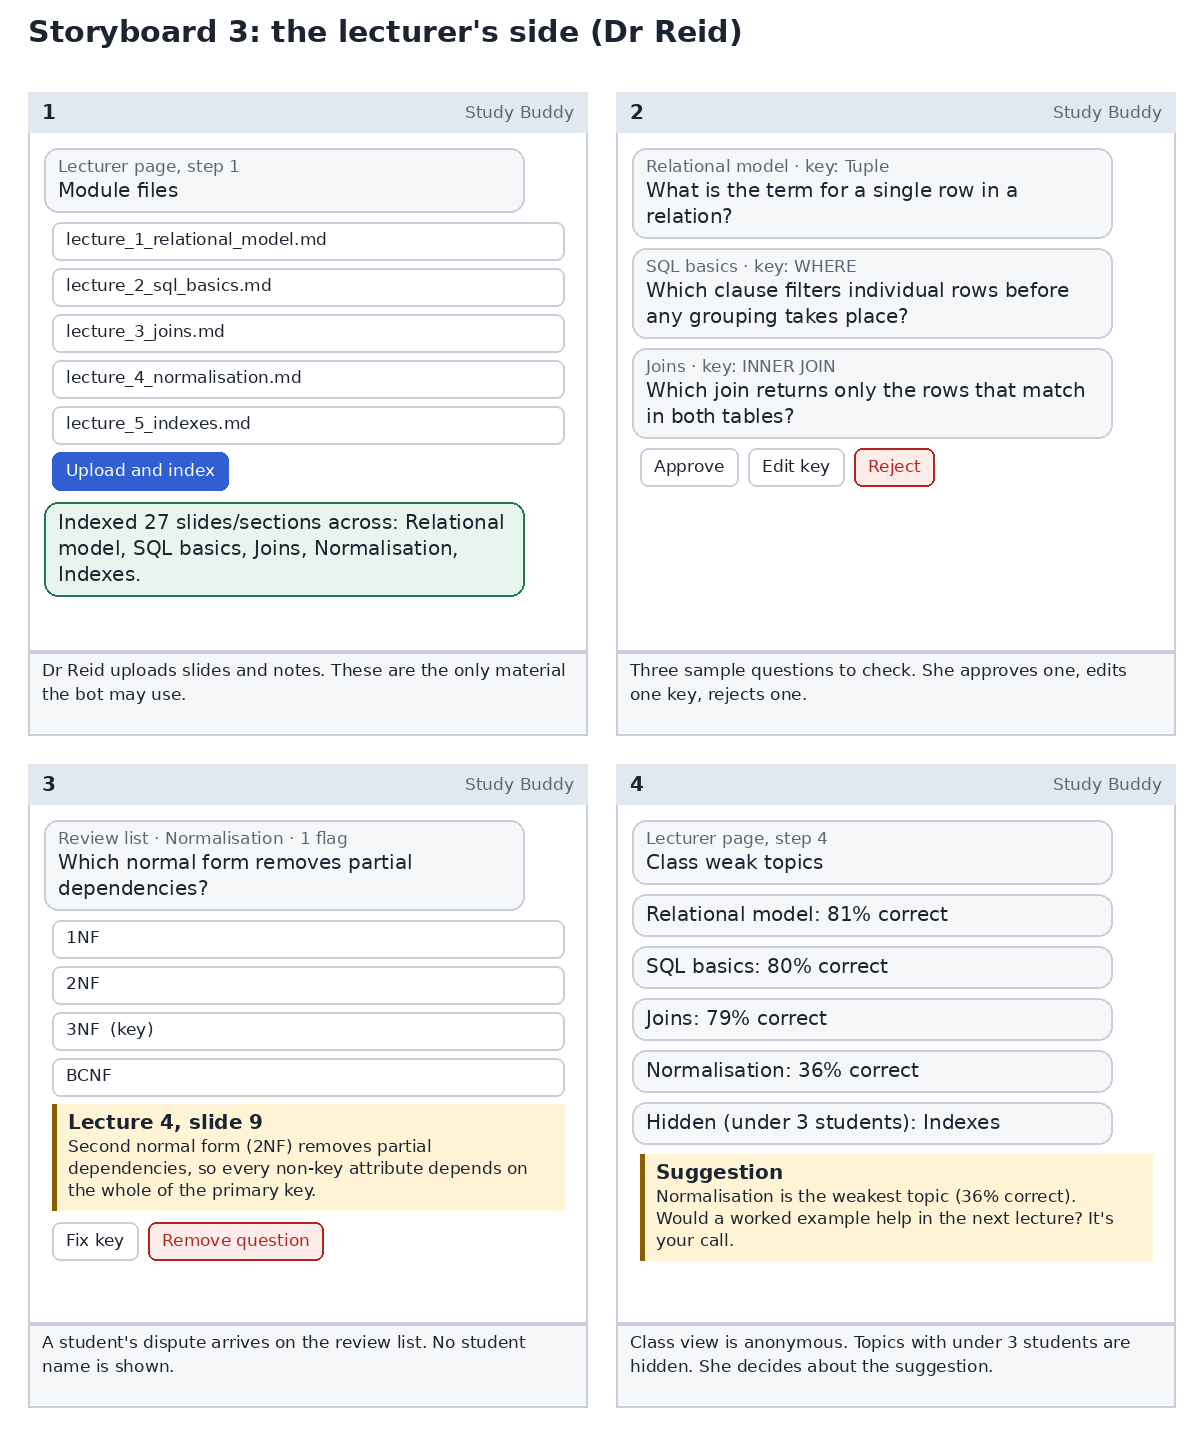 Storyboard 3: the lecturer's side (Dr Reid)
1
Study Buddy
Lecturer page, step 1
Module files
lecture_1_relational_model.md
lecture_2_sql_basics.md
lecture_3_joins.md
lecture_4_normalisation.md
lecture_5_indexes.md
Upload and index
Indexed 27 slides/sections across: Relational
model, SQL basics, Joins, Normalisation,
Indexes.
Dr Reid uploads slides and notes. These are the only material
the bot may use.
2
Study Buddy
Relational model · key: Tuple
What is the term for a single row in a
relation?
SQL basics · key: WHERE
Which clause filters individual rows before
any grouping takes place?
Joins · key: INNER JOIN
Which join returns only the rows that match
in both tables?
Approve
Edit key
Reject
Three sample questions to check. She approves one, edits
one key, rejects one.
3
Study Buddy
Review list · Normalisation · 1 flag
Which normal form removes partial
dependencies?
1NF
2NF
3NF  (key)
BCNF
Lecture 4, slide 9
Second normal form (2NF) removes partial
dependencies, so every non-key attribute depends on
the whole of the primary key.
Fix key
Remove question
A student's dispute arrives on the review list. No student
name is shown.
4
Study Buddy
Lecturer page, step 4
Class weak topics
Relational model: 81% correct
SQL basics: 80% correct
Joins: 79% correct
Normalisation: 36% correct
Hidden (under 3 students): Indexes
Suggestion
Normalisation is the weakest topic (36% correct).
Would a worked example help in the next lecture? It's
your call.
Class view is anonymous. Topics with under 3 students are
hidden. She decides about the suggestion.